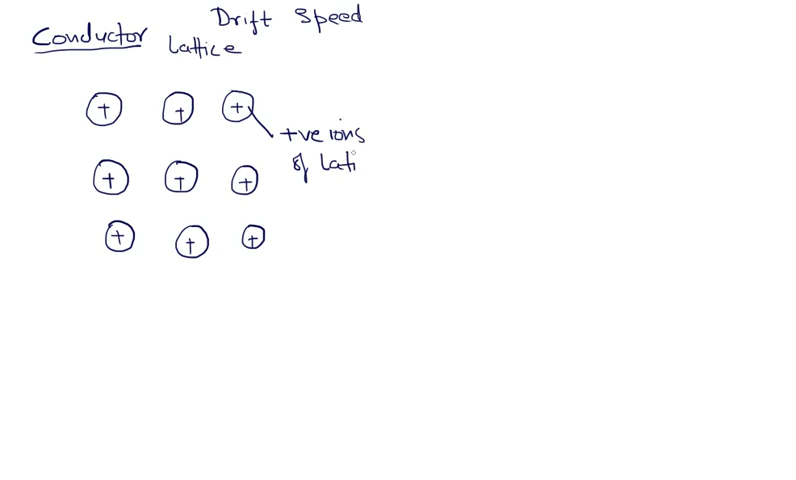 Drift Speed
Conductor Lattice
+ + +
+ve ions
of lati
+ + +
+ + +